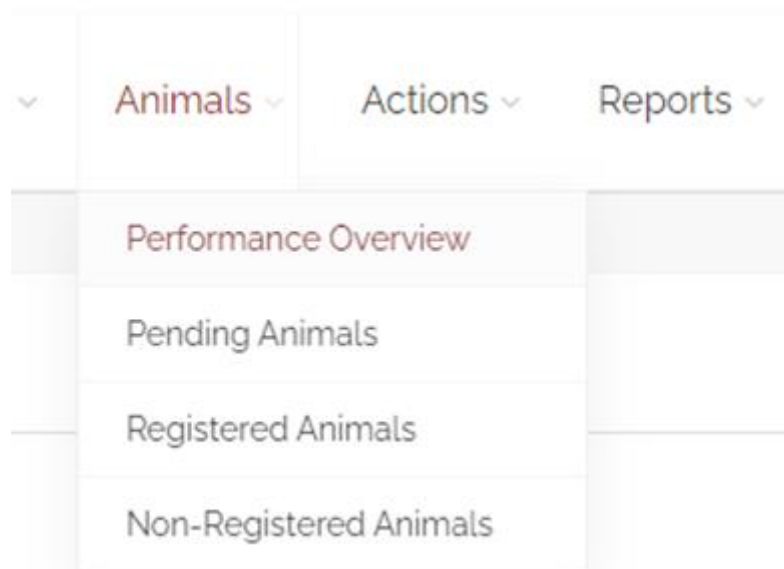 Animals Actions Reports
Performance Overview
Pending Animals
Registered Animals
Non-Registered Animals